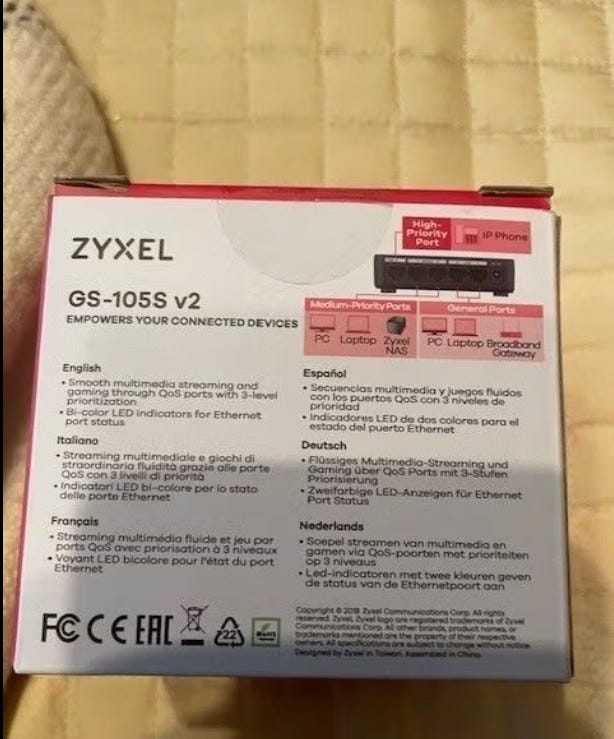 ZYXEL
GS-105S v2
EMPOWERS YOUR CONNECTED DEVICES
High-
Priority
Port
IP Phone
Medium-Priority Ports
PC Laptop Zyxel
NAS
General Ports
PC Laptop Broadband
Gateway
English
• Smooth multimedia streaming and
gaming through QoS ports with 3-level
prioritization
• Bi-color LED indicators for Ethernet
port status
Italiano
• Streaming multimediale e giochi di
straordinaria fluidità grazie alle porte
QoS con 3 livelli di priorità
• Indicatori LED bi-colore per lo stato
delle porte Ethernet
Français
• Streaming multimédia fluide et jeu par
ports QoS avec priorisation à 3 niveaux
• Voyant LED bicolore pour l'état du port
Ethernet
Español
• Secuencias multimedia y juegos fluidos
con los puertos QoS con 3 niveles de
prioridad
• Indicadores LED de dos colores para el
estado del puerto Ethernet
Deutsch
• Flüssiges Multimedia-Streaming und
Gaming über QoS Ports mit 3-Stufen
Priorisierung
• Zweifarbige LED-Anzeigen für Ethernet
Port Status
Nederlands
• Soepel streamen van multimedia en
gamen via QoS-poorten met prioriteiten
op 3 niveaus
• Led-indicatoren met twee kleuren geven
de status van de Ethernetpoort aan
FC CE EAC 22 RoHS
Copyright © 2018 Zyxel Communications Corp. All rights
reserved. Zyxel, Zyxel logo are registered trademarks of Zyxel
Communications Corp. All other brands, product names, or
trademarks mentioned are the property of their respective
owners. All specifications are subject to change without notice.
Designed by Zyxel in Taiwan. Assembled in China.